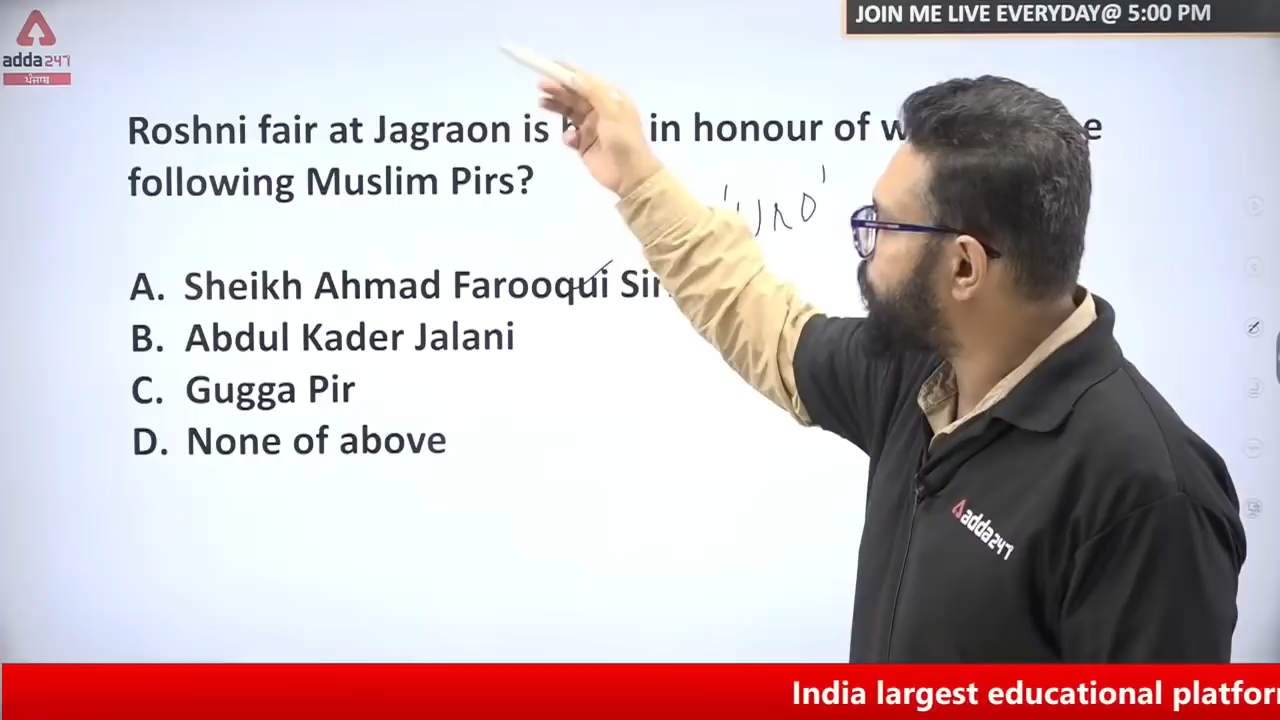 JOIN ME LIVE EVERYDAY@ 5:00 PM
adda247
ਪੰਜਾਬ
Roshni fair at Jagraon is in honour of
following Muslim Pirs?
A. Sheikh Ahmad Farooqui
B. Abdul Kader Jalani
C. Gugga Pir
D. None of above
adda247
India largest educational